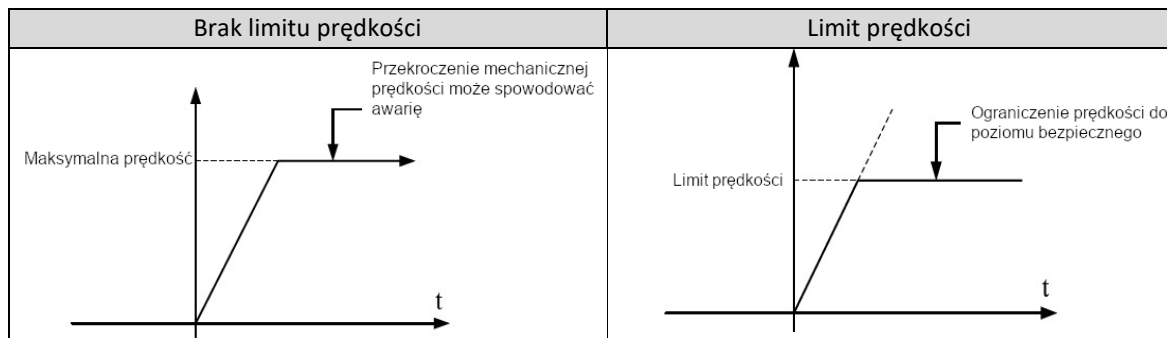 Brak limitu prędkości
Limit prędkości
Przekroczenie mechanicznej
prędkości może spowodować
awarię
Maksymalna prędkość
t
Ograniczenie prędkości do
poziomu bezpiecznego
Limit prędkości
t